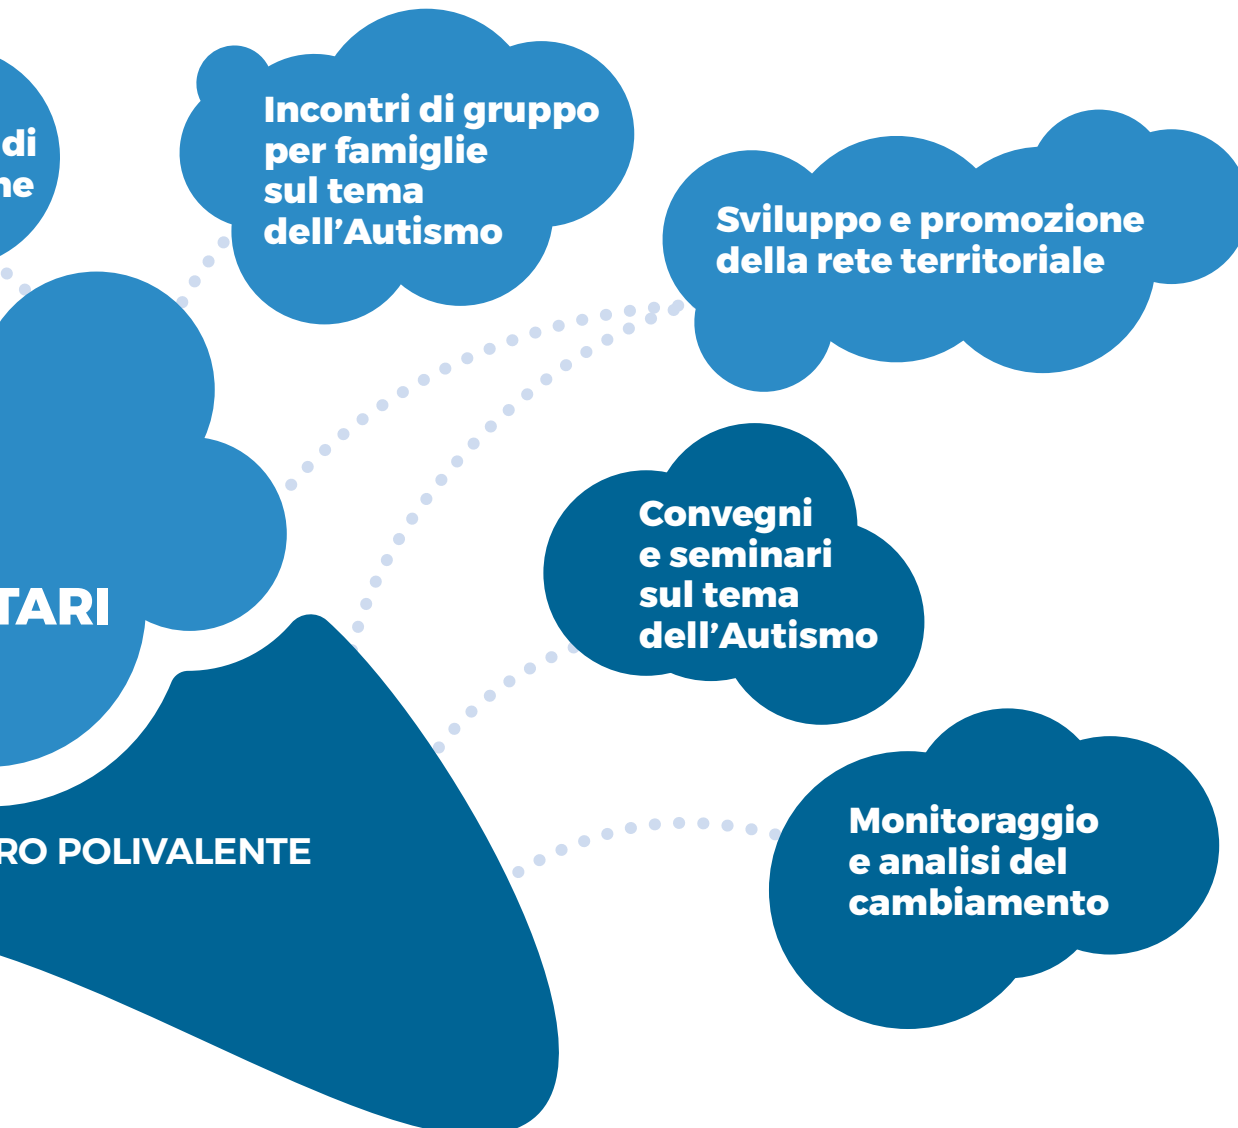 di
ne
Incontri di gruppo
per famiglie
sul tema
dell’Autismo
Sviluppo e promozione
della rete territoriale
Convegni
e seminari
sul tema
dell’Autismo
TARI
RO POLIVALENTE
Monitoraggio
e analisi del
cambiamento